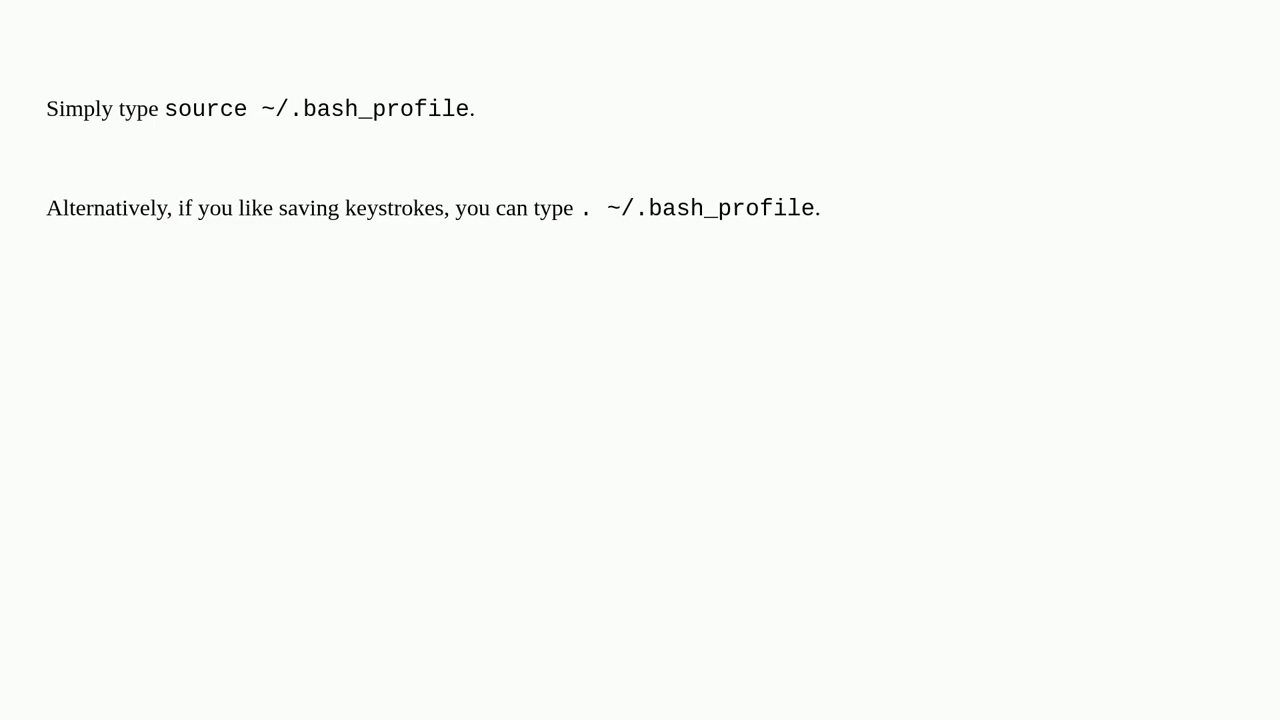 Simply type source ~/.bash_profile.
Alternatively, if you like saving keystrokes, you can type . ~/.bash_profile.